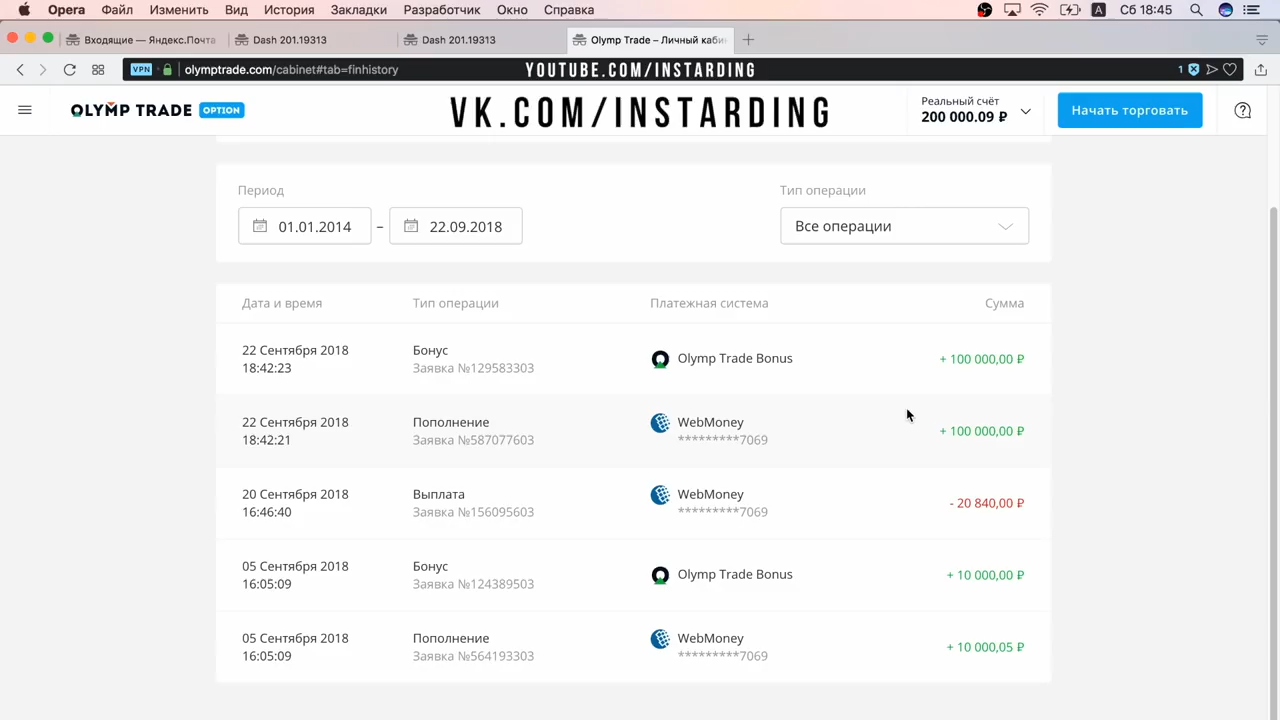 Opera Файл Изменить Вид История Закладки Разработчик Окно Справка A Сб 18:45
Входящие — Яндекс.Почта Dash 201.19313 Dash 201.19313 Olymp Trade – Личный каби
VPN olymptrade.com/cabinet#tab=finhistory YOUTUBE.COM/INSTARDING 1
OLYMP TRADE OPTION VK.COM/INSTARDING Реальный счёт
200 000.09 ₽ Начать торговать
Период Тип операции
01.01.2014 – 22.09.2018 Все операции
Дата и время Тип операции Платежная система Сумма
22 Сентября 2018 Бонус Olymp Trade Bonus + 100 000,00 ₽
18:42:23 Заявка №129583303
22 Сентября 2018 Пополнение WebMoney + 100 000,00 ₽
18:42:21 Заявка №587077603 *********7069
20 Сентября 2018 Выплата WebMoney - 20 840,00 ₽
16:46:40 Заявка №156095603 *********7069
05 Сентября 2018 Бонус Olymp Trade Bonus + 10 000,00 ₽
16:05:09 Заявка №124389503
05 Сентября 2018 Пополнение WebMoney + 10 000,05 ₽
16:05:09 Заявка №564193303 *********7069